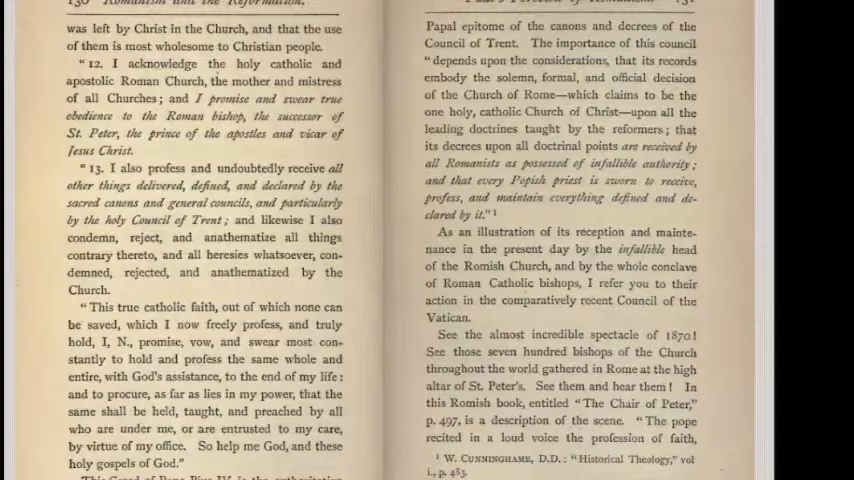 130 Romanism and the Reformation.
was left by Christ in the Church, and that the use
of them is most wholesome to Christian people.
“12. I acknowledge the holy catholic and
apostolic Roman Church, the mother and mistress
of all Churches; and I promise and swear true
obedience to the Roman bishop, the successor of
St. Peter, the prince of the apostles and vicar of
Jesus Christ.
“13. I also profess and undoubtedly receive all
other things delivered, defined, and declared by the
sacred canons and general councils, and particularly
by the holy Council of Trent; and likewise I also
condemn, reject, and anathematize all things
contrary thereto, and all heresies whatsoever, con-
demned, rejected, and anathematized by the
Church.
“This true catholic faith, out of which none can
be saved, which I now freely profess, and truly
hold, I, N., promise, vow, and swear most con-
stantly to hold and profess the same whole and
entire, with God’s assistance, to the end of my life:
and to procure, as far as lies in my power, that the
same shall be held, taught, and preached by all
who are under me, or are entrusted to my care,
by virtue of my office. So help me God, and these
holy gospels of God.”
This Creed of Pope Pius IV. is the authoritative
Paul's Foreview of Romanism. 131
Papal epitome of the canons and decrees of the
Council of Trent. The importance of this council
“depends upon the considerations, that its records
embody the solemn, formal, and official decision
of the Church of Rome—which claims to be the
one holy, catholic Church of Christ—upon all the
leading doctrines taught by the reformers; that
its decrees upon all doctrinal points are received by
all Romanists as possessed of infallible authority;
and that every Popish priest is sworn to receive,
profess, and maintain everything defined and de-
clared by it.” ¹
As an illustration of its reception and mainte-
nance in the present day by the infallible head
of the Romish Church, and by the whole conclave
of Roman Catholic bishops, I refer you to their
action in the comparatively recent Council of the
Vatican.
See the almost incredible spectacle of 1870!
See those seven hundred bishops of the Church
throughout the world gathered in Rome at the high
altar of St. Peter’s. See them and hear them! In
this Romish book, entitled “The Chair of Peter,”
p. 497, is a description of the scene. “The pope
recited in a loud voice the profession of faith,
¹ W. CUNNINGHAME, D.D.: “Historical Theology,” vol
i., p. 483.